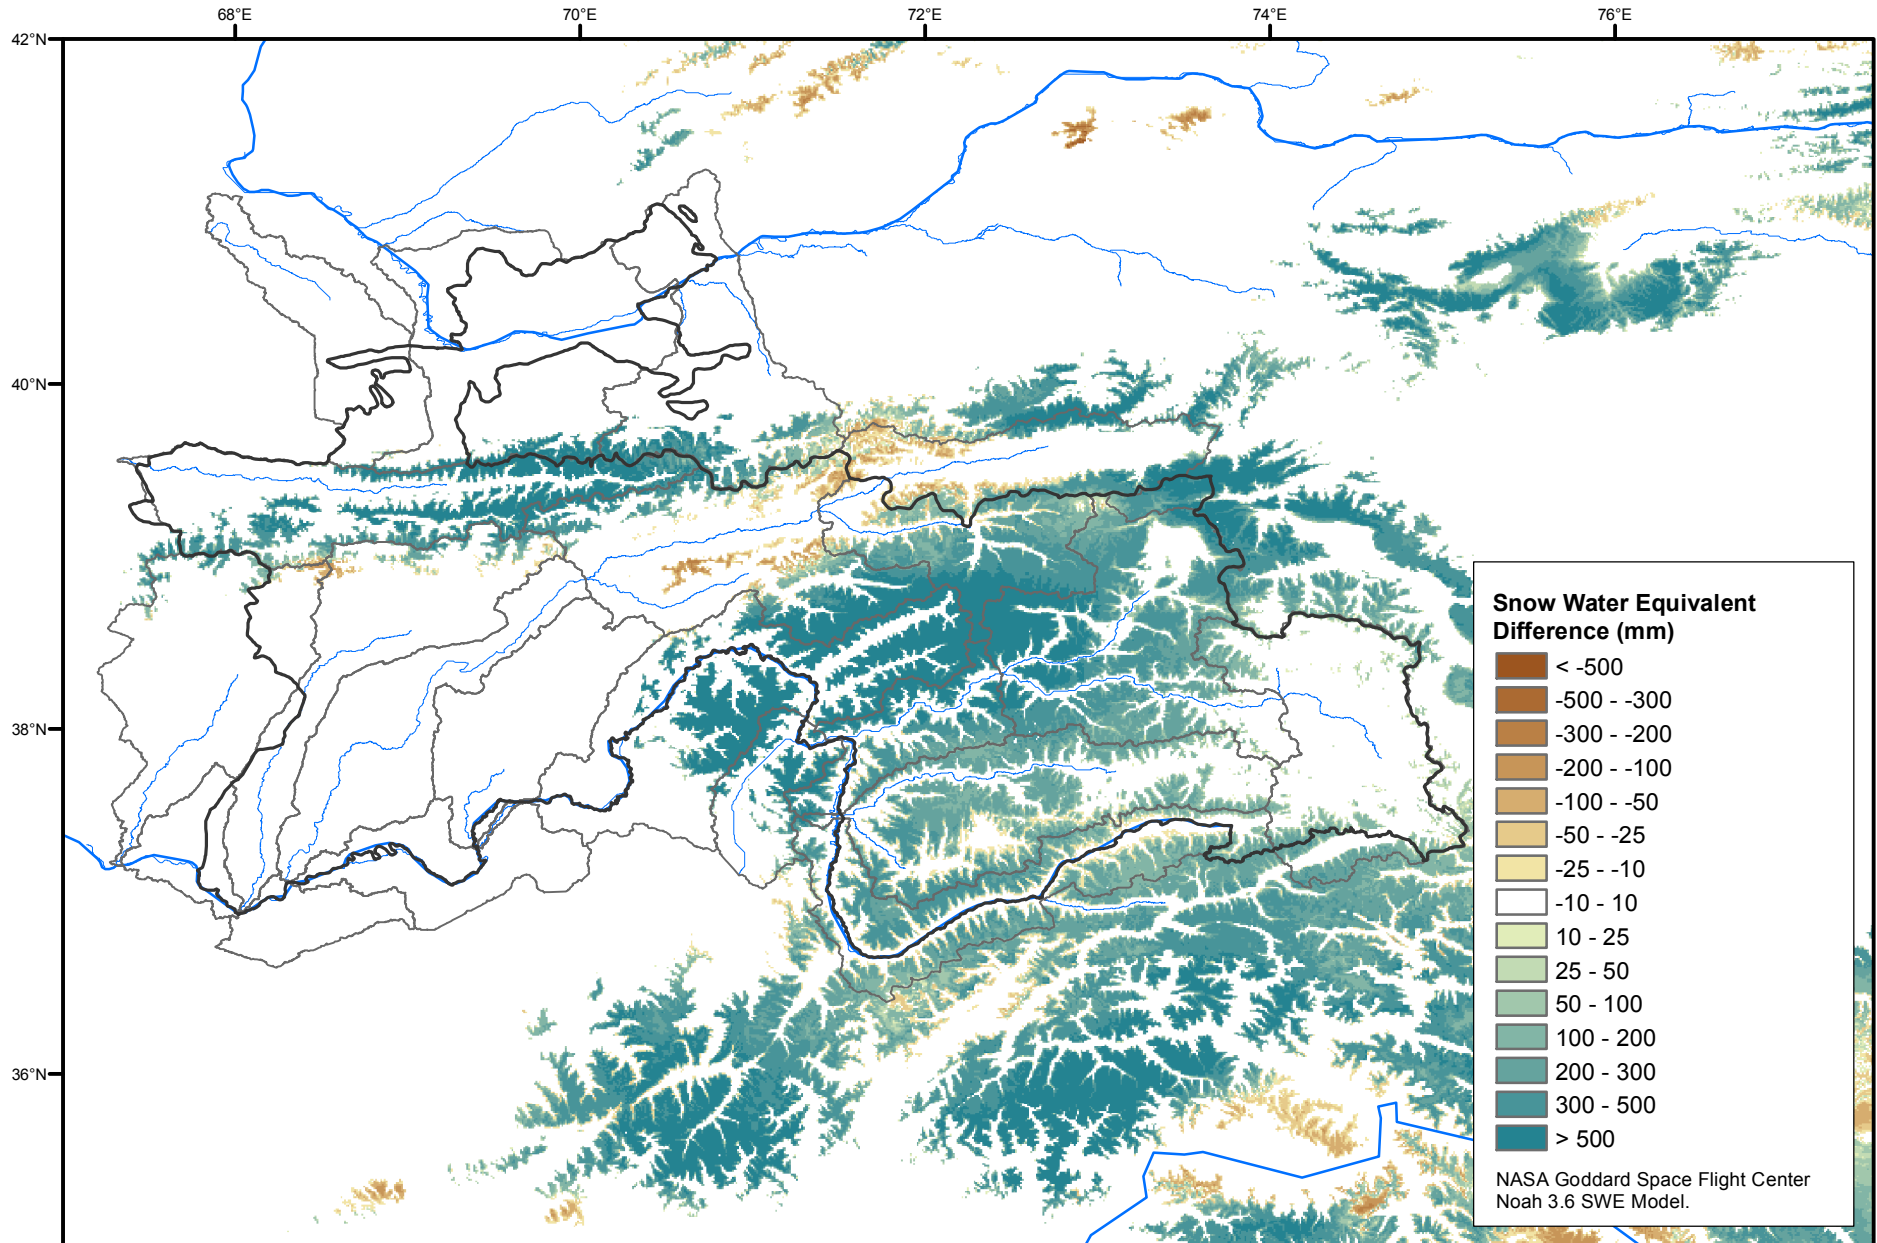 68°E 70°E 72°E 74°E 76°E
42°N
40°N
38°N
36°N
Snow Water Equivalent
Difference (mm)
< -500
-500 - -300
-300 - -200
-200 - -100
-100 - -50
-50 - -25
-25 - -10
-10 - 10
10 - 25
25 - 50
50 - 100
100 - 200
200 - 300
300 - 500
> 500
NASA Goddard Space Flight Center
Noah 3.6 SWE Model.